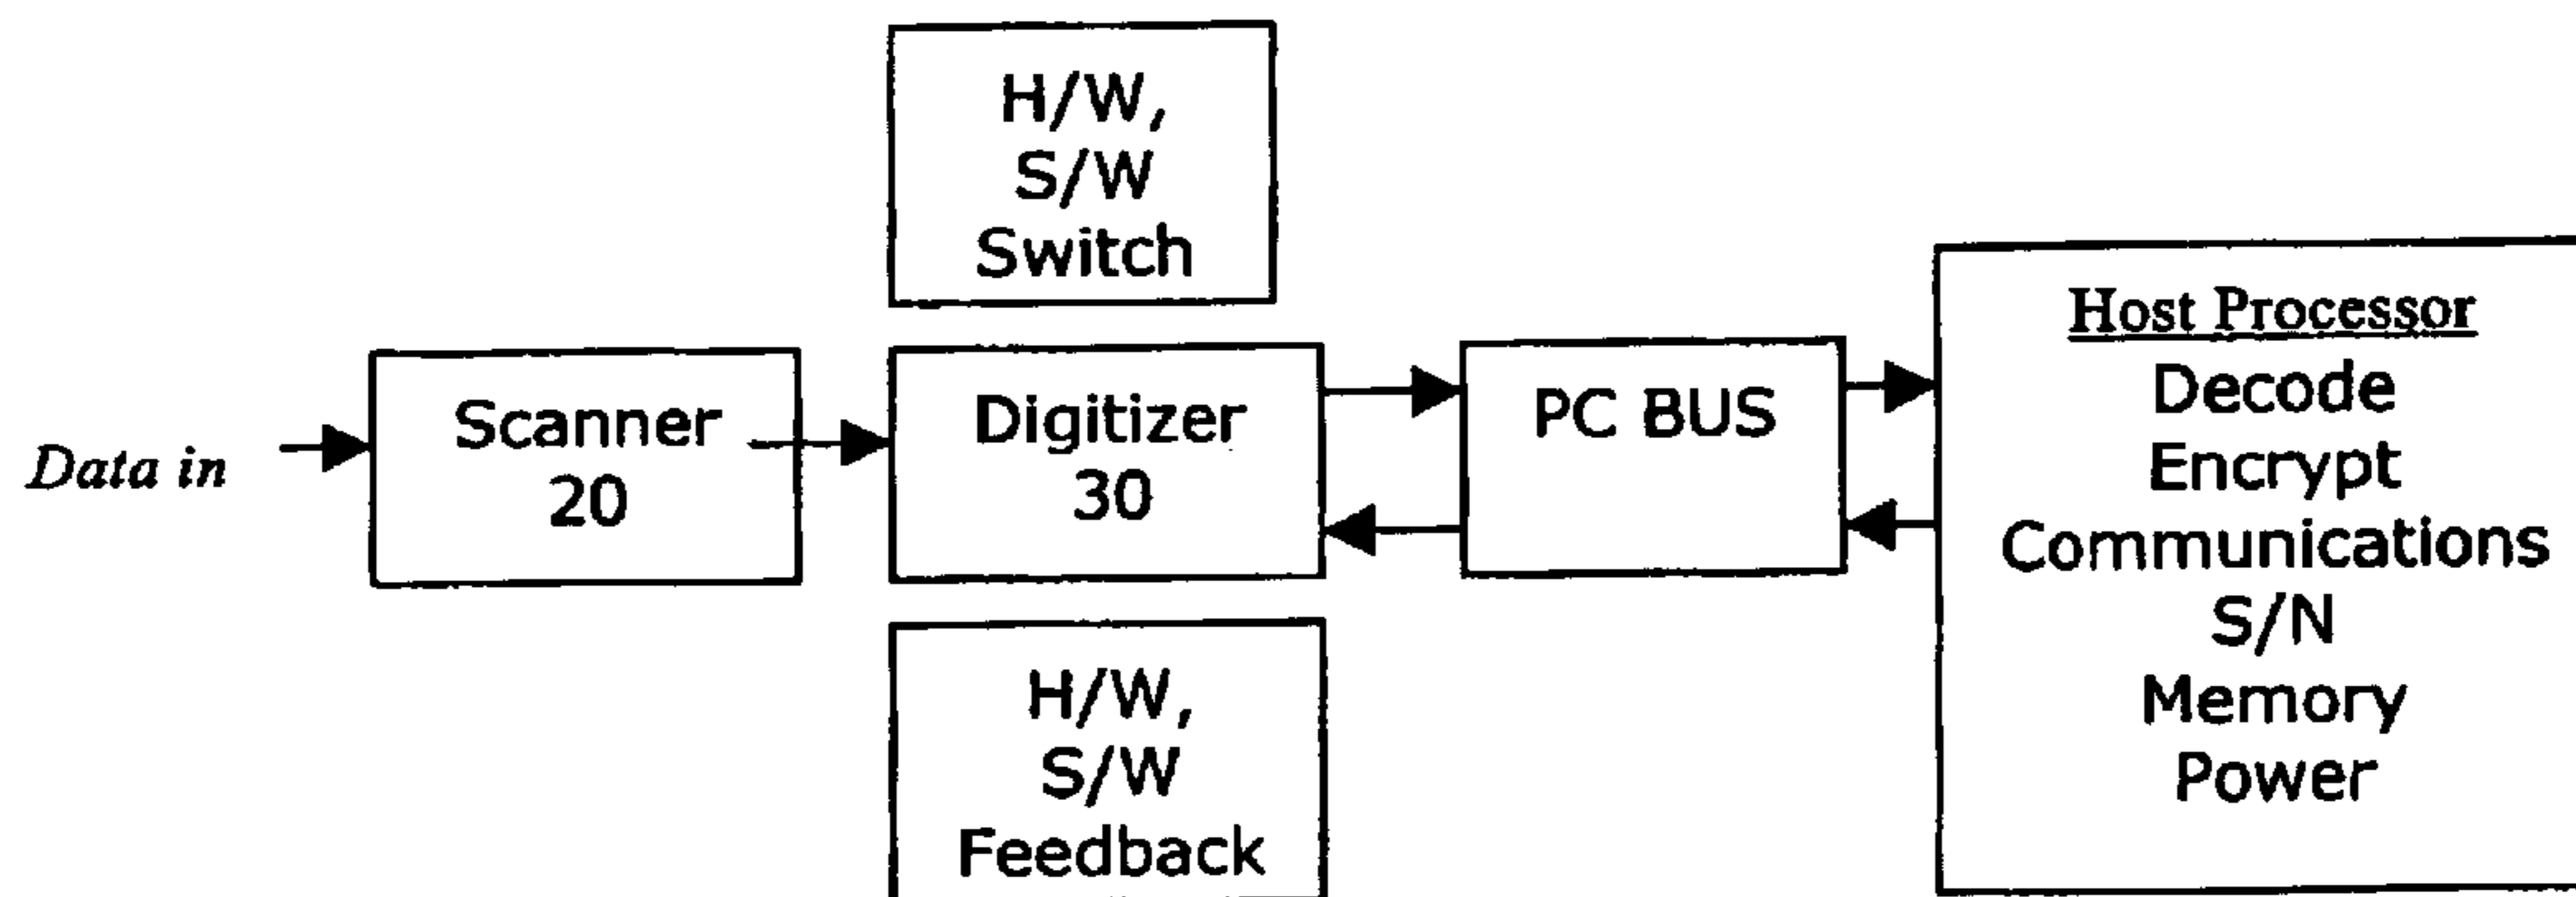 H/W,
S/W
Switch
Data in
Scanner
20
Digitizer
30
PC BUS
Host Processor
Decode
Encrypt
Communications
S/N
Memory
Power
H/W,
S/W
Feedback